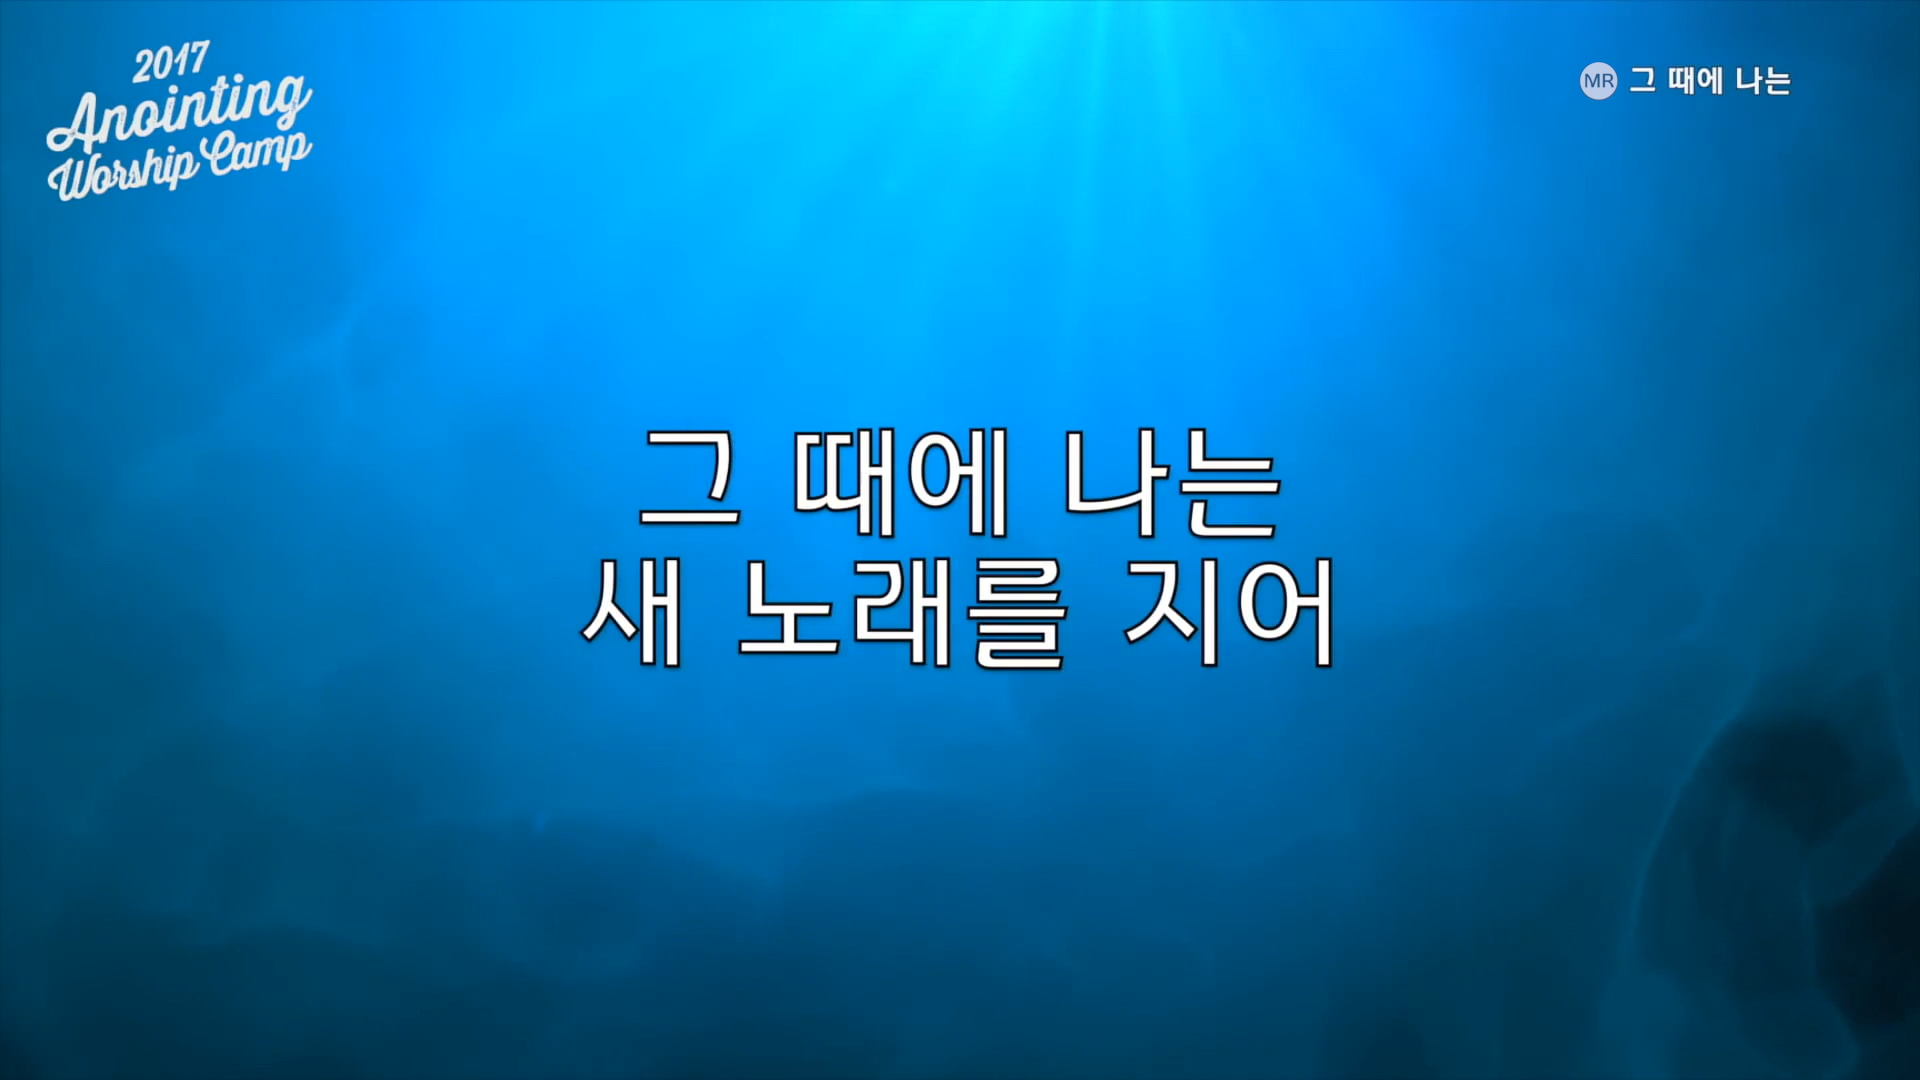 2017
Anointing
Worship Camp
MR 그 때에 나는
그 때에 나는
새 노래를 지어